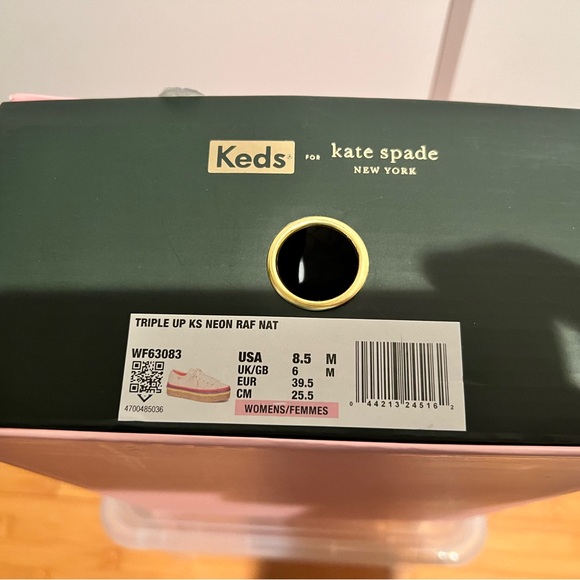 Keds® FOR kate spade
NEW YORK
TRIPLE UP KS NEON RAF NAT
WF63083
4700485036
USA 8.5 M
UK/GB 6 M
EUR 39.5
CM 25.5
WOMENS/FEMMES
0 44213 24516 2